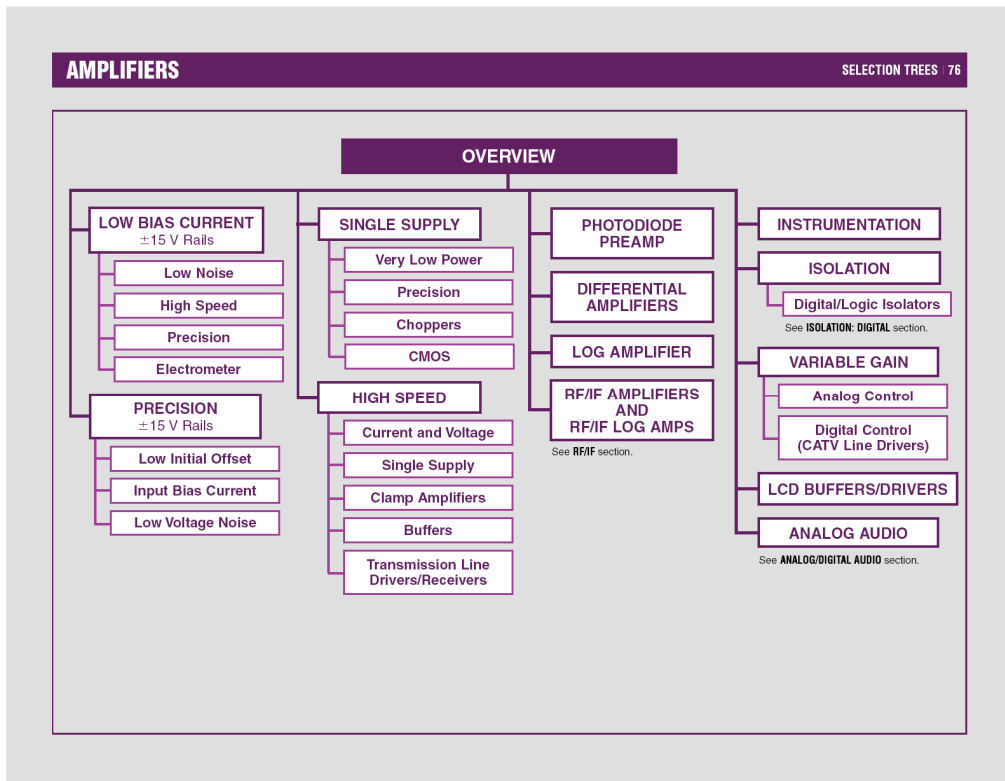 AMPLIFIERS
SELECTION TREES | 76
OVERVIEW
LOW BIAS CURRENT
±15 V Rails
Low Noise
High Speed
Precision
Electrometer
PRECISION
±15 V Rails
Low Initial Offset
Input Bias Current
Low Voltage Noise
SINGLE SUPPLY
Very Low Power
Precision
Choppers
CMOS
HIGH SPEED
Current and Voltage
Single Supply
Clamp Amplifiers
Buffers
Transmission Line
Drivers/Receivers
PHOTODIODE
PREAMP
DIFFERENTIAL
AMPLIFIERS
LOG AMPLIFIER
RF/IF AMPLIFIERS
AND
RF/IF LOG AMPS
See RF/IF section.
INSTRUMENTATION
ISOLATION
Digital/Logic Isolators
See ISOLATION: DIGITAL section.
VARIABLE GAIN
Analog Control
Digital Control
(CATV Line Drivers)
LCD BUFFERS/DRIVERS
ANALOG AUDIO
See ANALOG/DIGITAL AUDIO section.